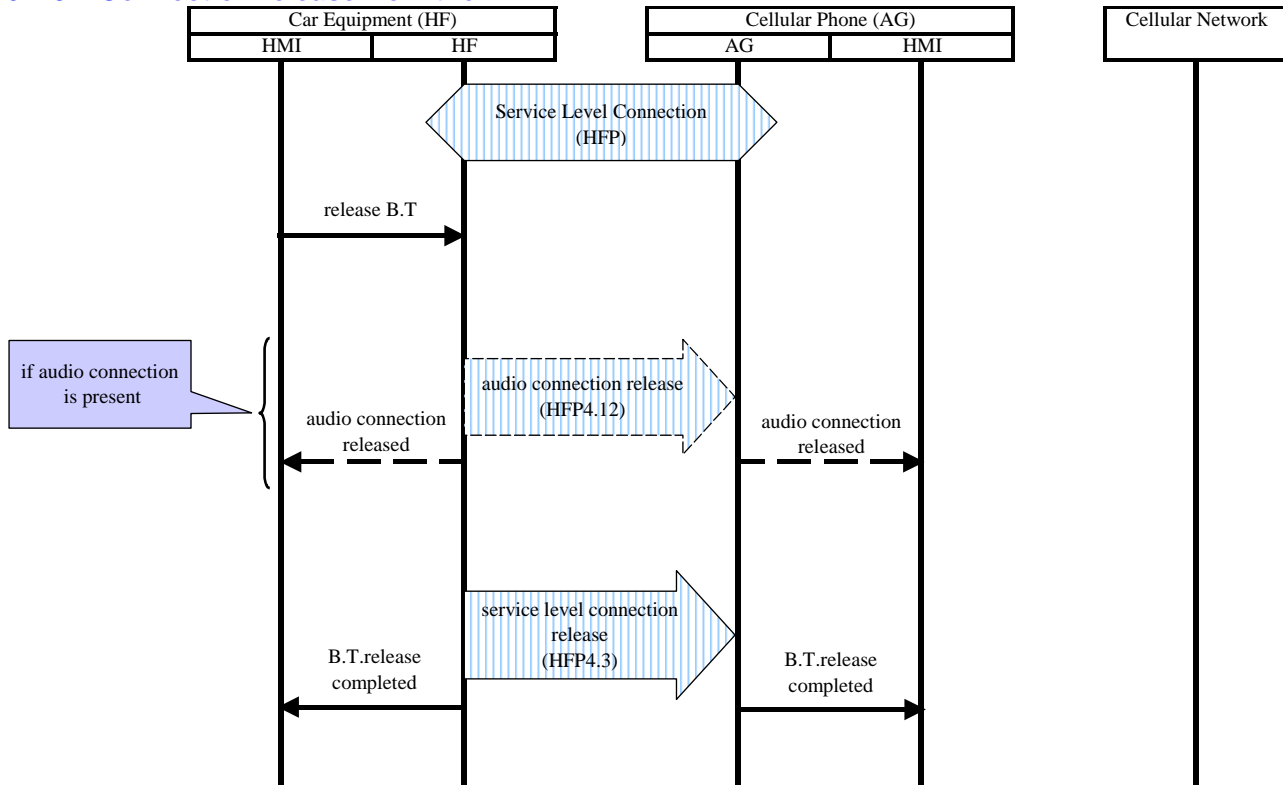 Car Equipment (HF)
Cellular Phone (AG)
Cellular Network
HMI
HF
AG
HMI
Service Level Connection
(HFP)
release B.T
if audio connection
is present
audio connection release
(HFP4.12)
audio connection
released
audio connection
released
service level connection
release
(HFP4.3)
B.T.release
completed
B.T.release
completed